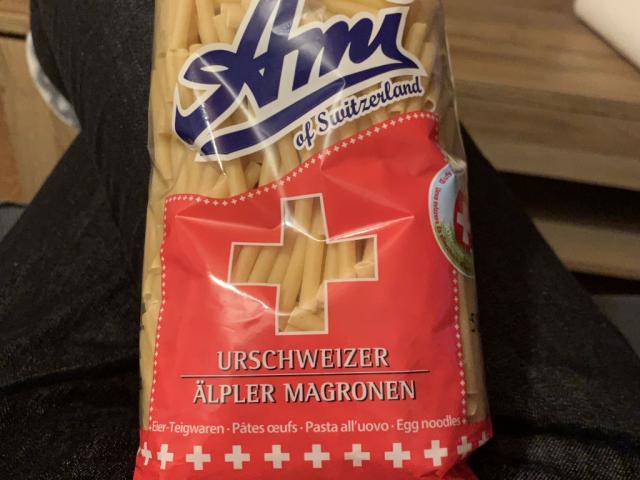 Ami
of Switzerland
URSCHWEIZER
ÄLPLER MAGRONEN
Eier-Teigwaren · Pâtes œufs · Pasta all'uovo · Egg noodles